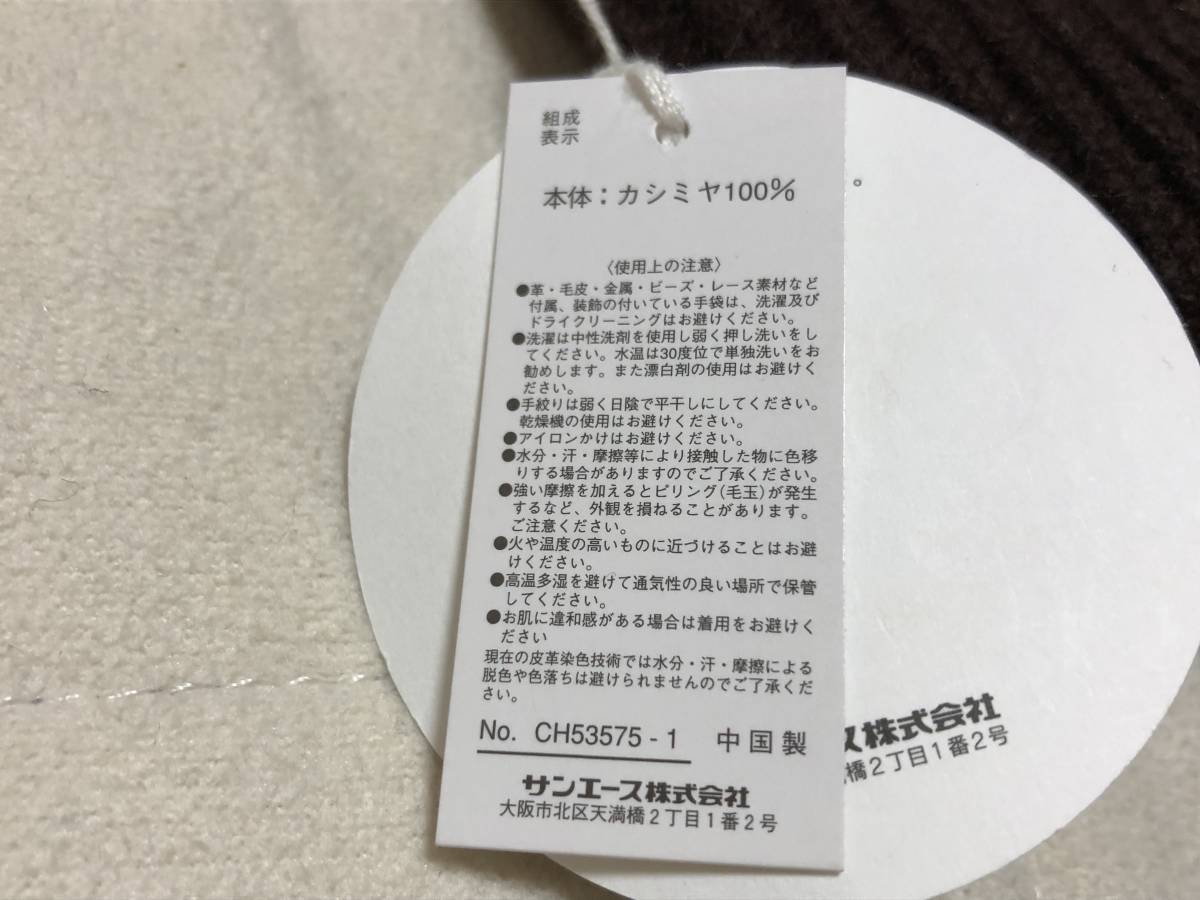 組成
表示
本体：カシミヤ100％
〈使用上の注意〉
●革・毛皮・金属・ビーズ・レース素材など
付属、装飾の付いている手袋は、洗濯及び
ドライクリーニングはお避けください。
●洗濯は中性洗剤を使用し弱く押し洗いをし
てください。水温は30度位で単独洗いをお
勧めします。また漂白剤の使用はお避けく
ださい。
●手絞りは弱く日陰で平干しにしてください。
乾燥機の使用はお避けください。
●アイロンかけはお避けください。
●水分・汗・摩擦等により接触した物に色移
りする場合がありますのでご了承ください。
●強い摩擦を加えるとピリング（毛玉）が発生
するなど、外観を損ねることがあります。
ご注意ください。
●火や温度の高いものに近づけることはお避
けください。
●高温多湿を避けて通気性の良い場所で保管
してください。
●お肌に違和感がある場合は着用をお避けく
ださい
現在の皮革染色技術では水分・汗・摩擦による
脱色や色落ちは避けられませんのでご了承くだ
さい。
No. CH53575-1 中国製
サンエース株式会社
大阪市北区天満橋2丁目1番2号
。
ス株式会社
橋2丁目1番2号